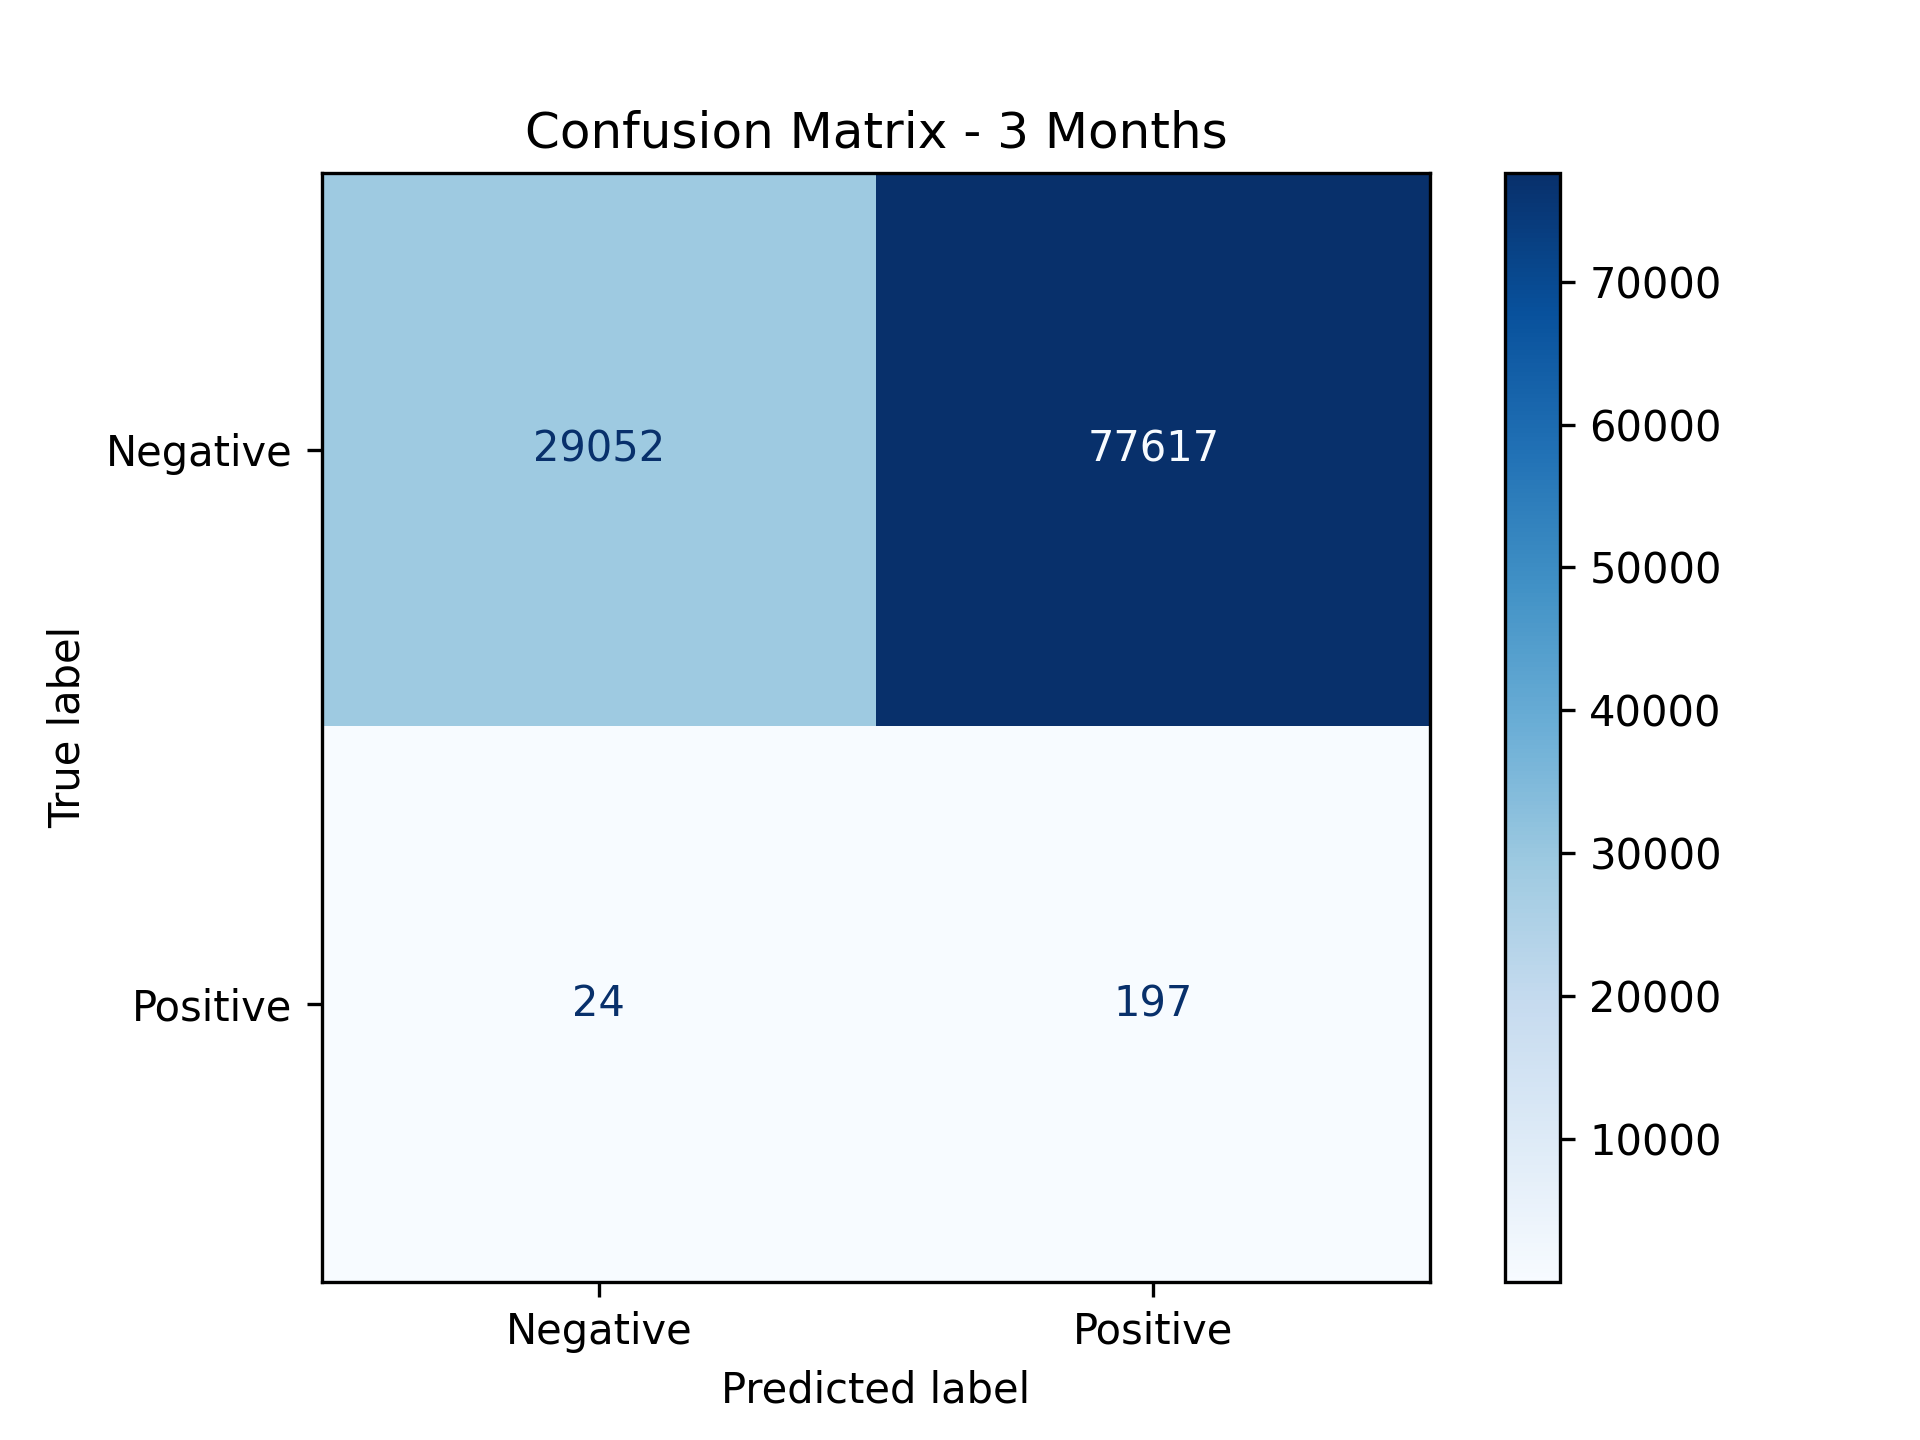 Confusion Matrix - 3 Months
True label
Negative
29052
77617
Positive
24
197
Negative
Positive
Predicted label
70000
60000
50000
40000
30000
20000
10000